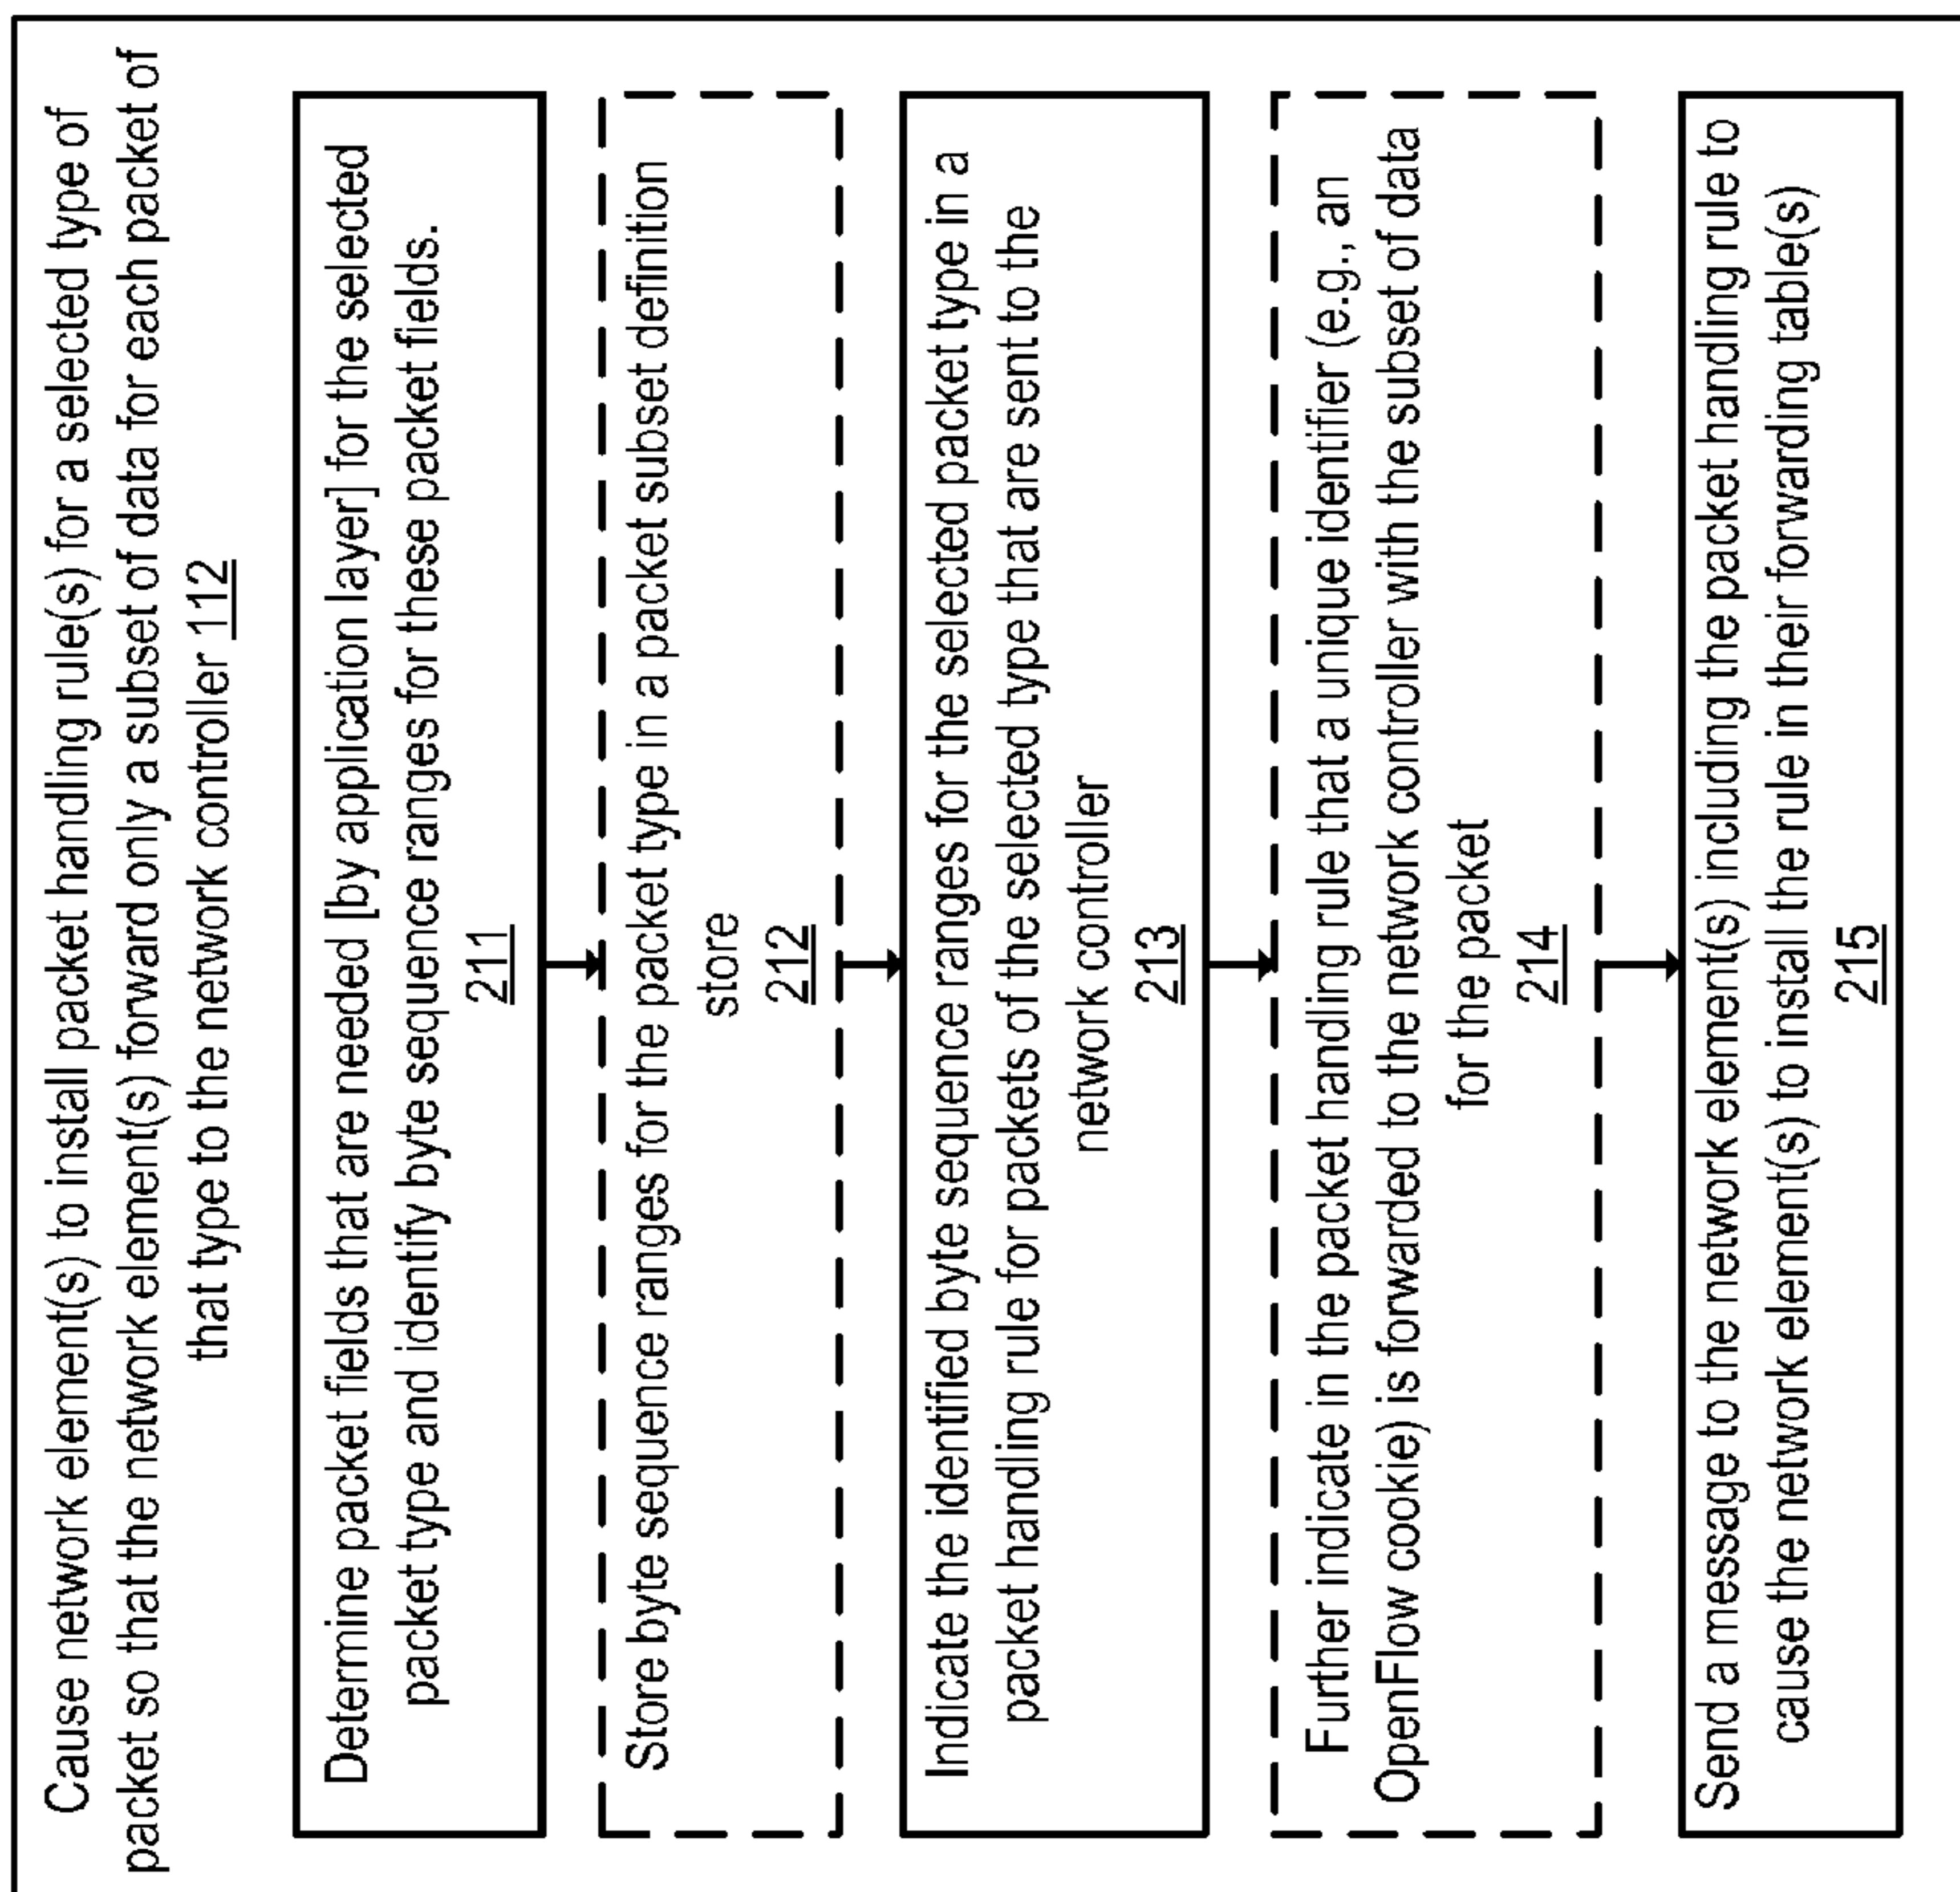 Cause network element(s) to install packet handling rule(s) for a selected type of
packet so that the network element(s) forward only a subset of data for each packet of
that type to the network controller 112
Determine packet fields that are needed [by application layer] for the selected
packet type and identify byte sequence ranges for these packet fields.
211
Store byte sequence ranges for the packet type in a packet subset definition
store
212
Indicate the identified byte sequence ranges for the selected packet type in a
packet handling rule for packets of the selected type that are sent to the
network controller
213
Further indicate in the packet handling rule that a unique identifier (e.g., an
OpenFlow cookie) is forwarded to the network controller with the subset of data
for the packet
214
Send a message to the network element(s) including the packet handling rule to
cause the network element(s) to install the rule in their forwarding table(s)
215